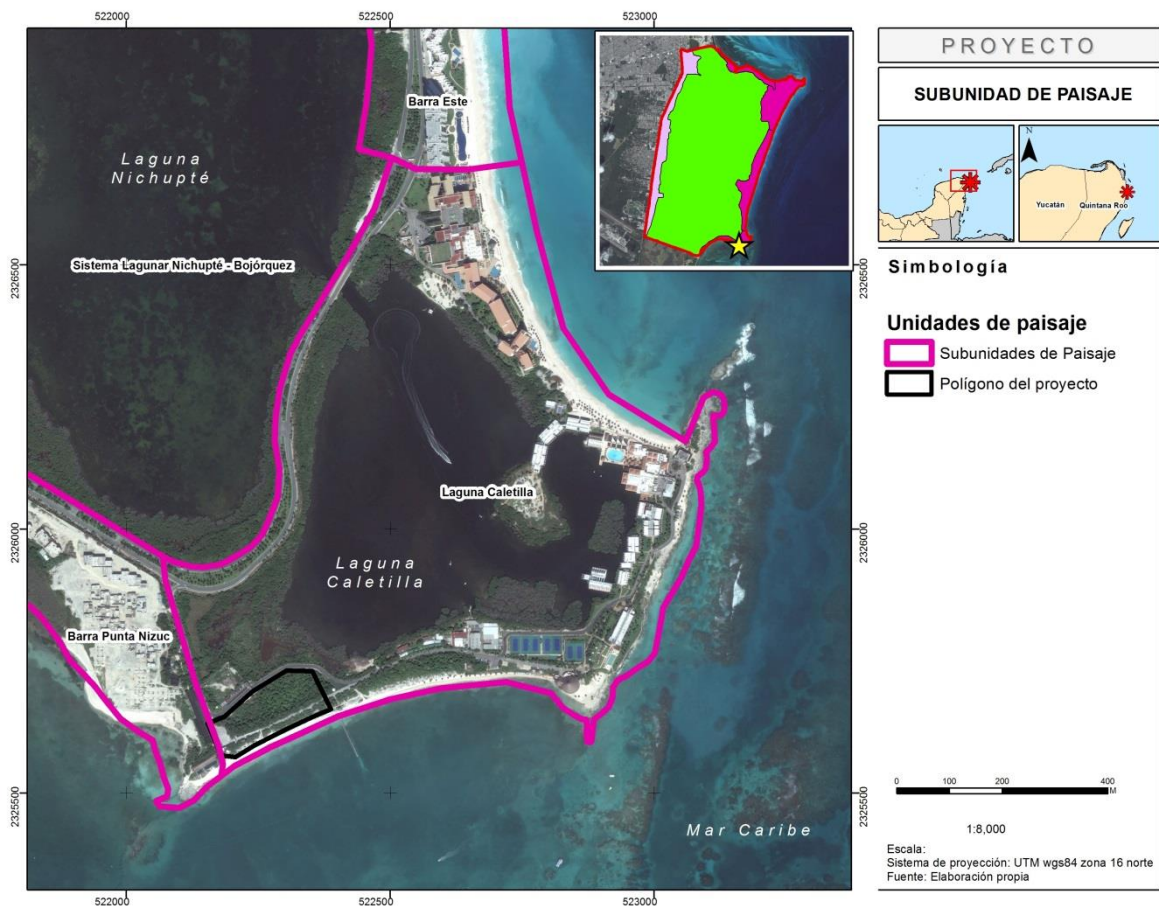 522000
522500
523000
2326500
2326000
2325500
2326500
2326000
2325500
522000
522500
523000
Barra Este
Laguna
Nichupté
Sistema Lagunar Nichupté - Bojórquez
Laguna Caletilla
Laguna
Caletilla
Barra Punta Nizuc
Mar Caribe
PROYECTO
SUBUNIDAD DE PAISAJE
N
Yucatán
Quintana Roo
Simbología
Unidades de paisaje
Subunidades de Paisaje
Polígono del proyecto
0 100 200 400
M
1:8,000
Escala:
Sistema de proyección: UTM wgs84 zona 16 norte
Fuente: Elaboración propia